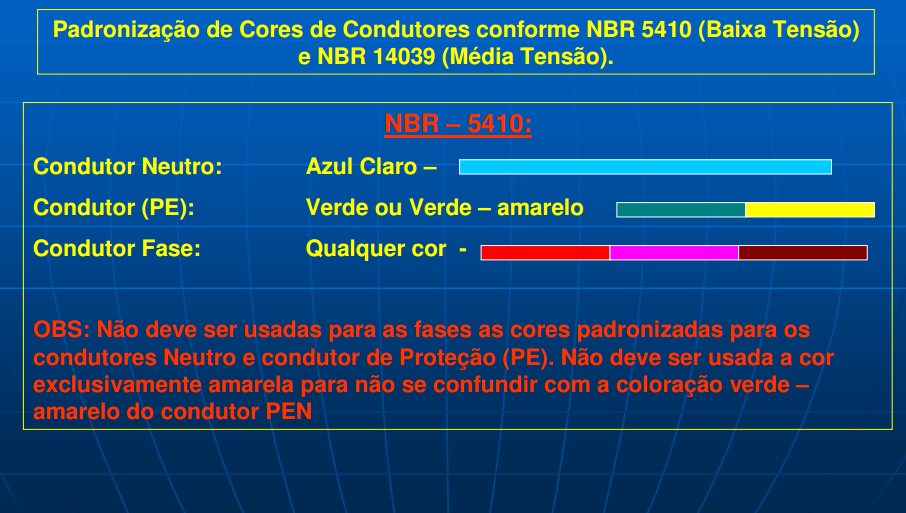 Padronização de Cores de Condutores conforme NBR 5410 (Baixa Tensão)
e NBR 14039 (Média Tensão).
NBR – 5410:
Condutor Neutro: Azul Claro –
Condutor (PE): Verde ou Verde – amarelo
Condutor Fase: Qualquer cor -
OBS: Não deve ser usadas para as fases as cores padronizadas para os
condutores Neutro e condutor de Proteção (PE). Não deve ser usada a cor
exclusivamente amarela para não se confundir com a coloração verde –
amarelo do condutor PEN